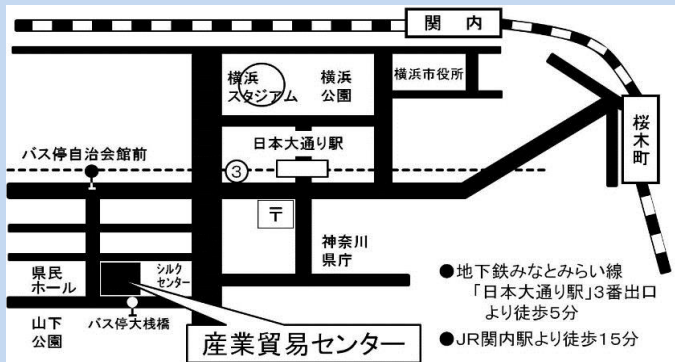 関 内
横浜
スタジアム
横浜
公園
横浜市役所
桜木町
バス停自治会館前
日本大通り駅
③
〒
神奈川
県庁
県民
ホール
シルク
センター
山下
公園
バス停大桟橋
産業貿易センター
●地下鉄みなとみらい線
「日本大通り駅」3番出口
より徒歩5分
●JR関内駅より徒歩15分